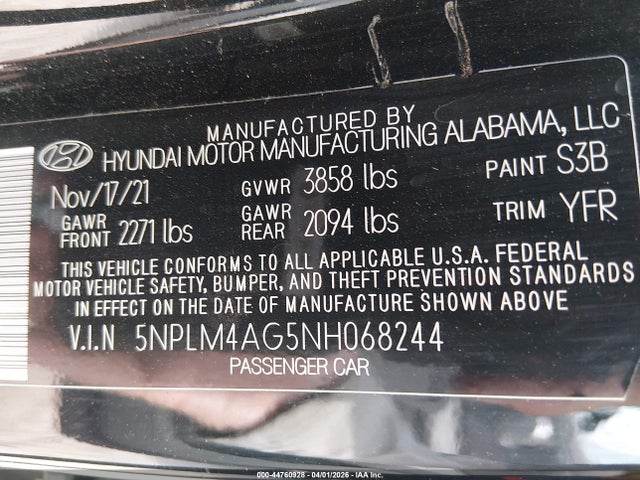 MANUFACTURED BY
HYUNDAI MOTOR MANUFACTURING ALABAMA, LLC
Nov/17/21 GVWR 3858 lbs PAINT S3B
GAWR FRONT 2271 lbs GAWR REAR 2094 lbs TRIM YFR
THIS VEHICLE CONFORMS TO ALL APPLICABLE U.S.A. FEDERAL
MOTOR VEHICLE SAFETY, BUMPER, AND THEFT PREVENTION STANDARDS
IN EFFECT ON THE DATE OF MANUFACTURE SHOWN ABOVE
V.I.N 5NPLM4AG5NH068244
PASSENGER CAR
000-44760928 - 04/01/2026 - IAA Inc.